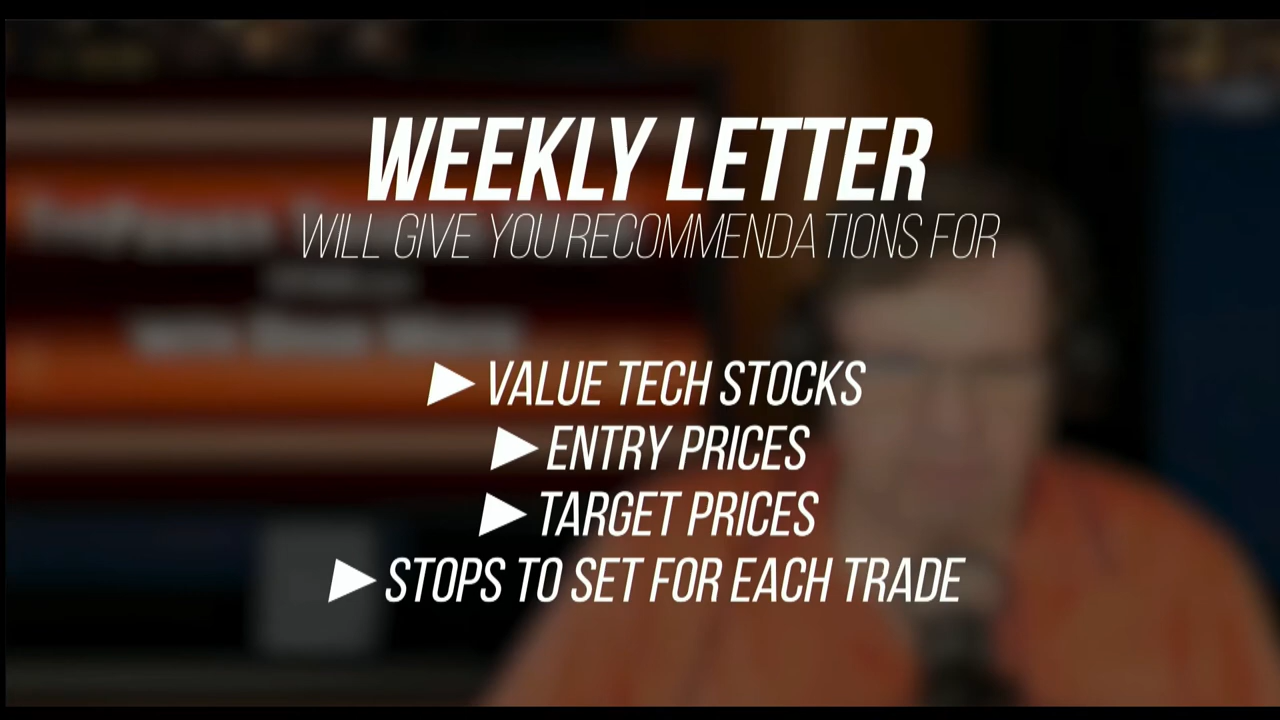 WEEKLY LETTER
WILL GIVE YOU RECOMMENDATIONS FOR
▶ VALUE TECH STOCKS
▶ ENTRY PRICES
▶ TARGET PRICES
▶ STOPS TO SET FOR EACH TRADE